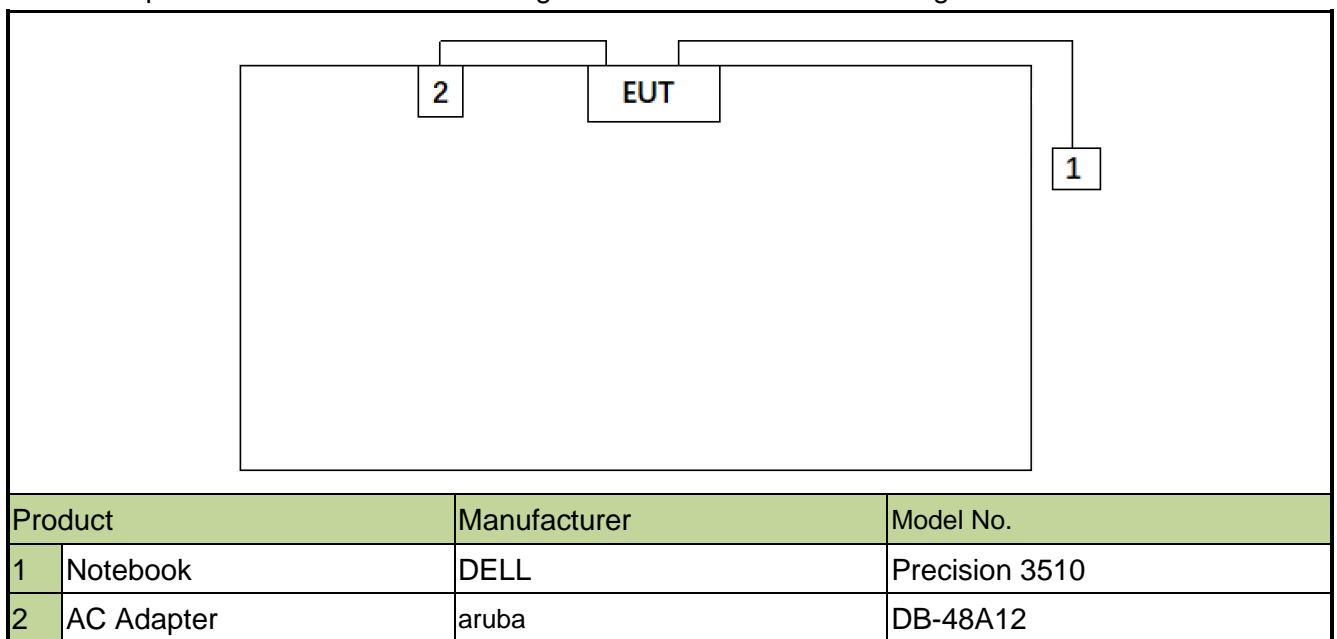 2 EUT
1
Product Manufacturer Model No.
1 Notebook DELL Precision 3510
2 AC Adapter aruba DB-48A12